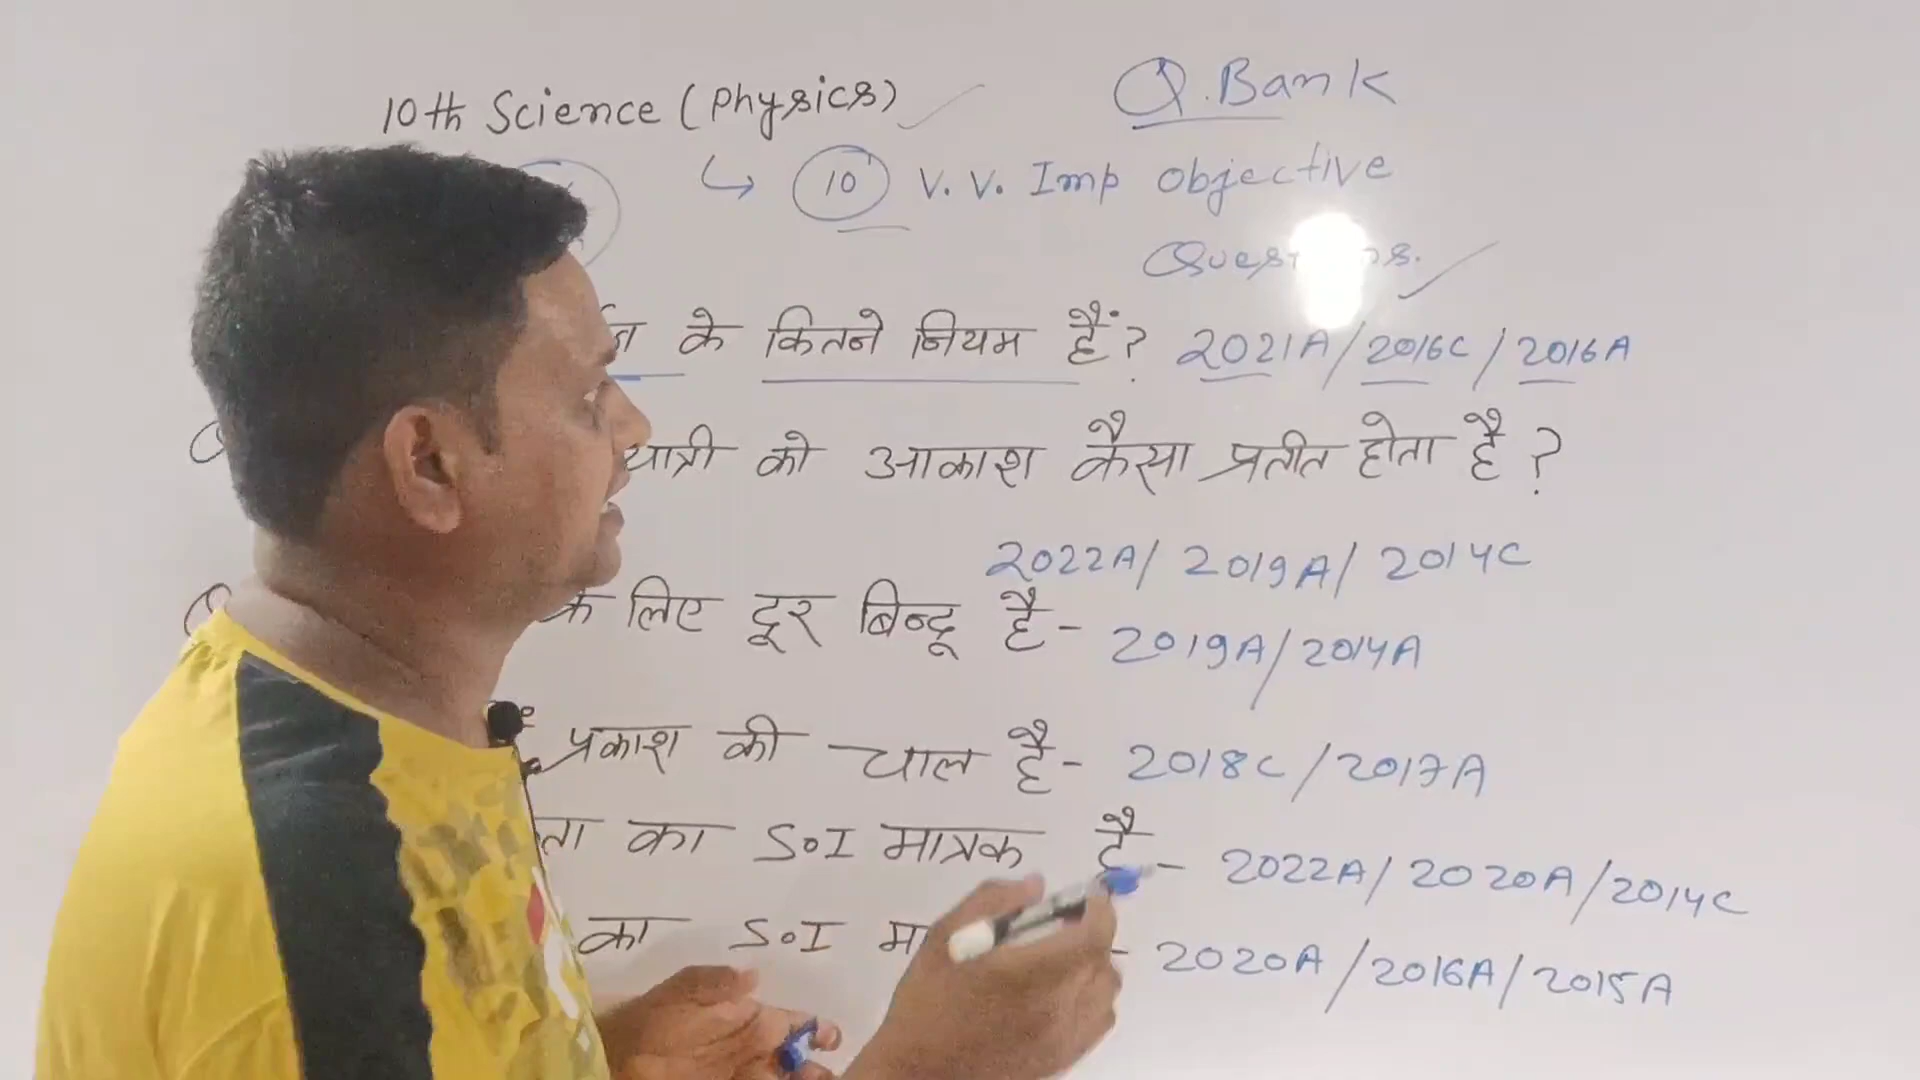 10th Science (Physics)
Q. Bank
↳ 10 V. V. Imp objective
Questions.
के कितने नियम हैं? 2021A/2016C/2016A
यात्री को आकाश कैसा प्रतीत होता है?
2022A/ 2019A/ 2014C
के लिए दूर बिन्दू है- 2019A/2014A
प्रकाश की चाल है- 2018C/2017A
ता का S.I मात्रक है- 2022A/2020A/2014C
का S.I मा - 2020A/2016A/2015A